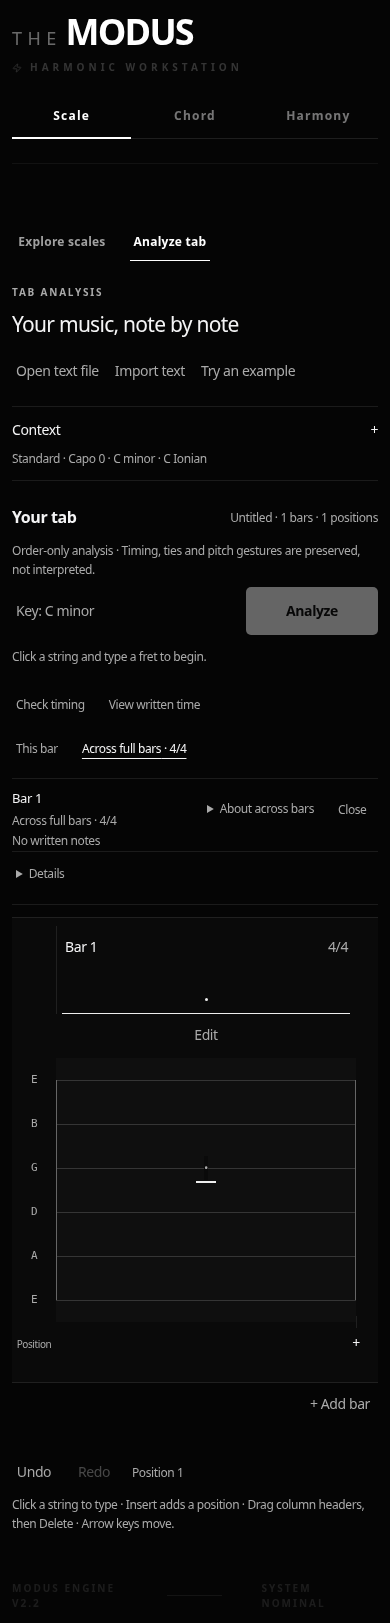 THE MODUS
HARMONIC WORKSTATION
Scale Chord Harmony
Explore scales Analyze tab
TAB ANALYSIS
Your music, note by note
Open text file Import text Try an example
Context +
Standard · Capo 0 · C minor · C Ionian
Your tab Untitled · 1 bars · 1 positions
Order-only analysis · Timing, ties and pitch gestures are preserved,
not interpreted.
Key: C minor Analyze
Click a string and type a fret to begin.
Check timing View written time
This bar Across full bars · 4/4
Bar 1
Across full bars · 4/4
No written notes
▶ About across bars Close
▶ Details
Bar 1 4/4
Edit
E
B
G
D
A
E
Position +
+ Add bar
Undo Redo Position 1
Click a string to type · Insert adds a position · Drag column headers,
then Delete · Arrow keys move.
MODUS ENGINE
V2.2
SYSTEM
NOMINAL